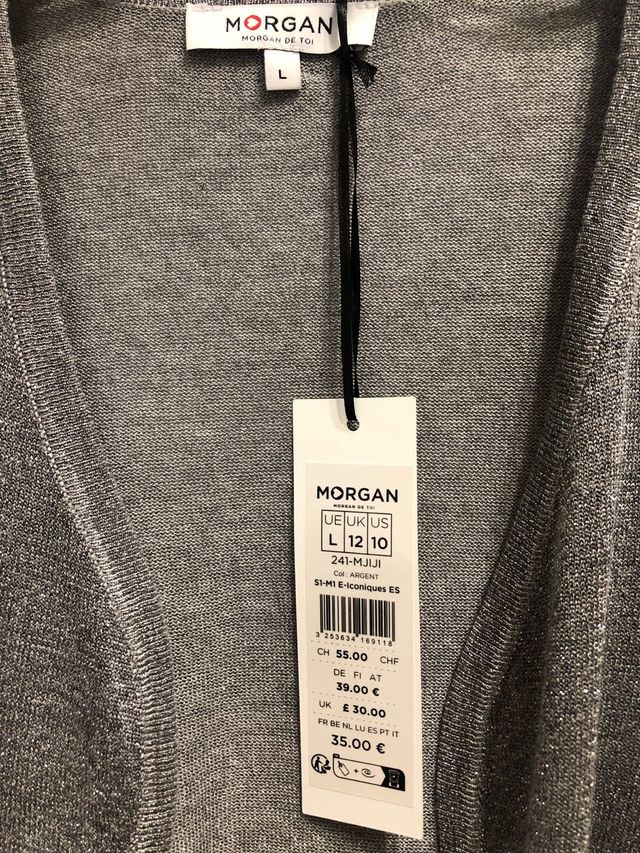 MORGAN
MORGAN DE TOI
L
MORGAN
MORGAN DE TOI
UE UK US
L 12 10
241-MJIJI
Col : ARGENT
S1-M1 E-Iconiques ES
3 253634 169118
CH 55.00 CHF
DE FI AT
39.00 €
UK £ 30.00
FR BE NL LU ES PT IT
35.00 €